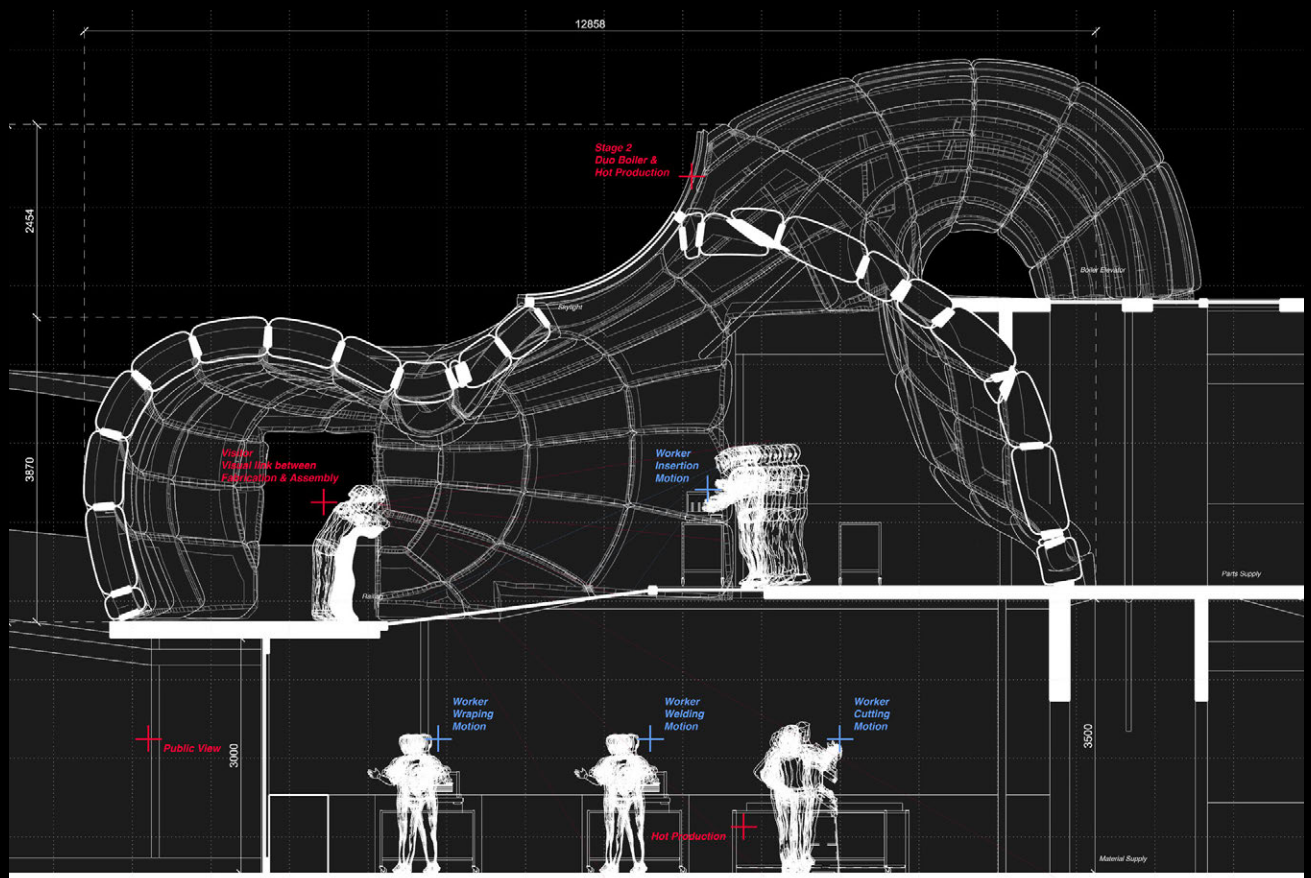 12858
Stage 2
Duo Boiler &
Hot Production
2454
Boiler Elevator
Skylight
3870
Visitor
Visual link between
Fabrication & Assembly
Worker
Insertion
Motion
Parts Supply
Railing
Worker
Wraping
Motion
Worker
Welding
Motion
Worker
Cutting
Motion
Public View
3000
3500
Hot Production
Material Supply